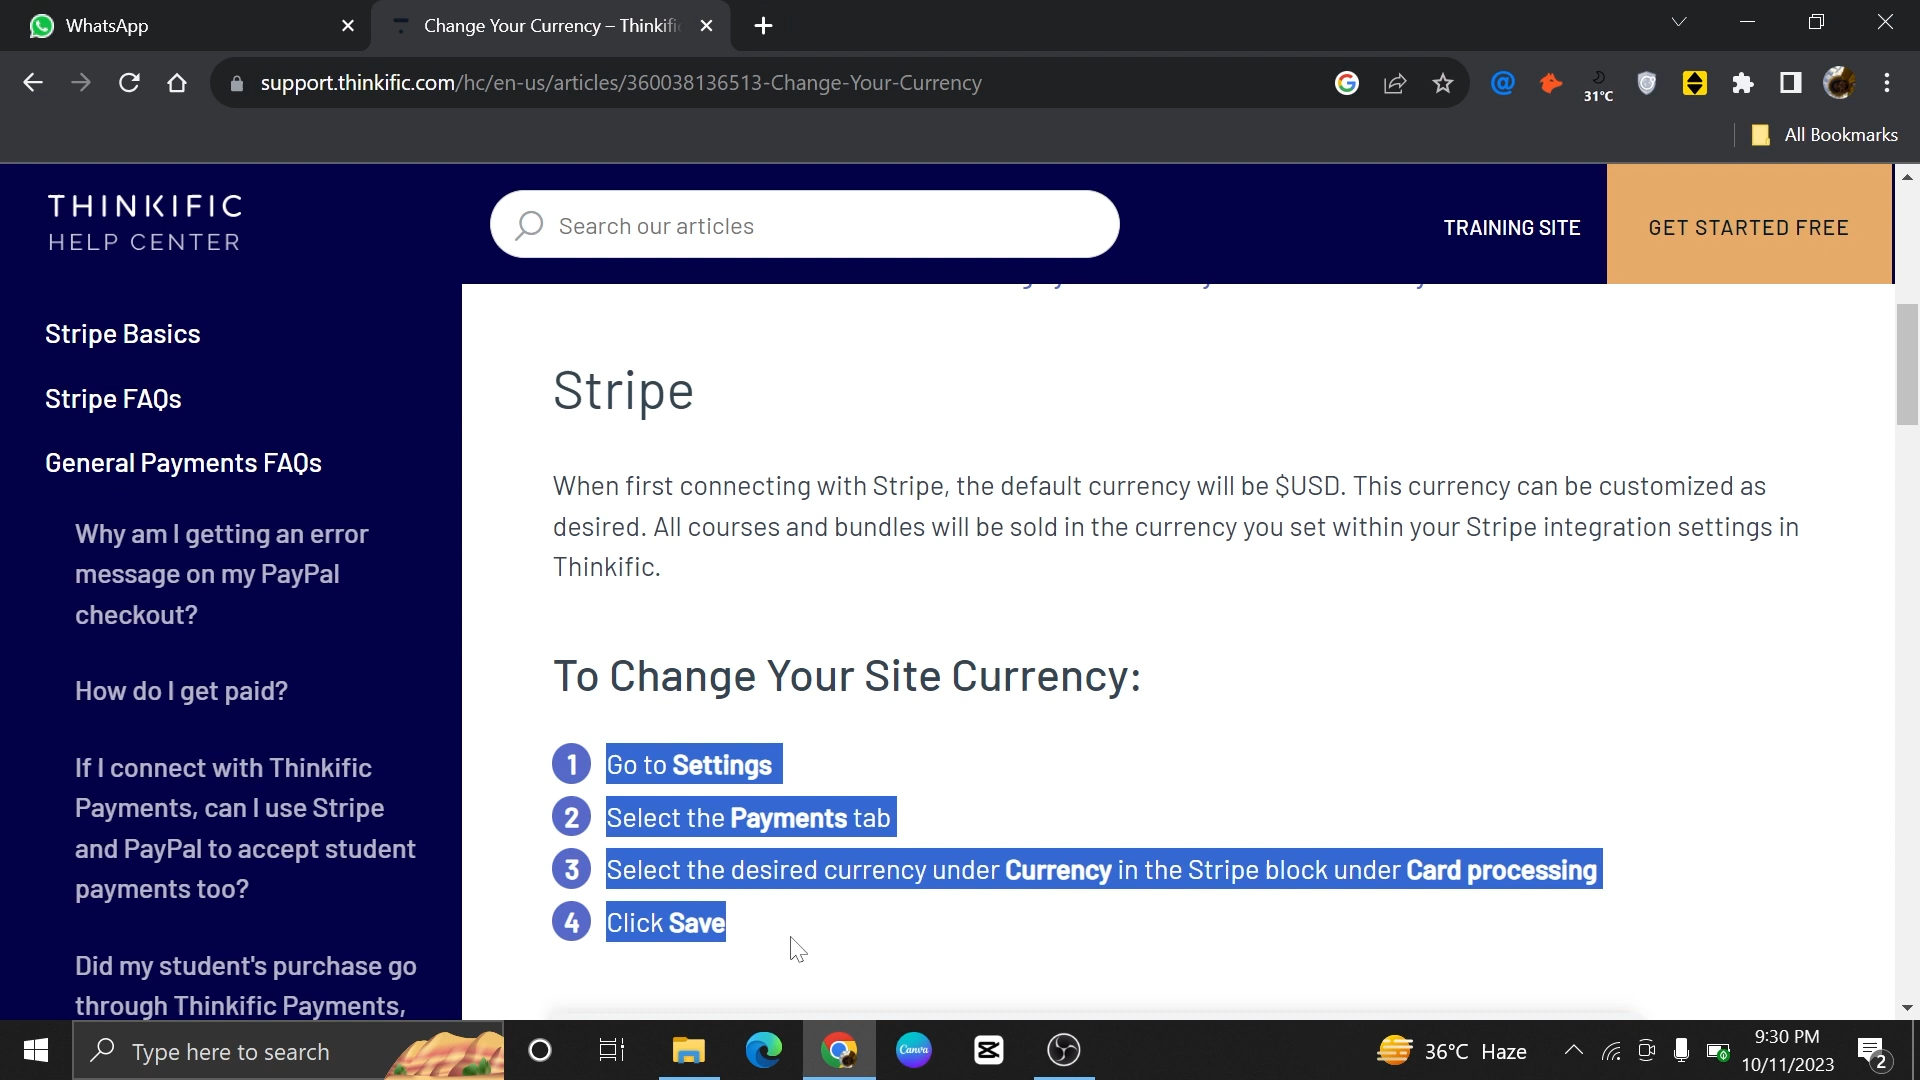 WhatsApp
Change Your Currency – Thinkifi
support.thinkific.com/hc/en-us/articles/360038136513-Change-Your-Currency
31°C
All Bookmarks
THINKIFIC
HELP CENTER
Search our articles
TRAINING SITE
GET STARTED FREE
Stripe Basics
Stripe FAQs
General Payments FAQs
Why am I getting an error
message on my PayPal
checkout?
How do I get paid?
If I connect with Thinkific
Payments, can I use Stripe
and PayPal to accept student
payments too?
Did my student's purchase go
through Thinkific Payments,
Stripe
When first connecting with Stripe, the default currency will be $USD. This currency can be customized as
desired. All courses and bundles will be sold in the currency you set within your Stripe integration settings in
Thinkific.
To Change Your Site Currency:
1 Go to Settings
2 Select the Payments tab
3 Select the desired currency under Currency in the Stripe block under Card processing
4 Click Save
Type here to search
Canva
36°C Haze
9:30 PM
10/11/2023
2